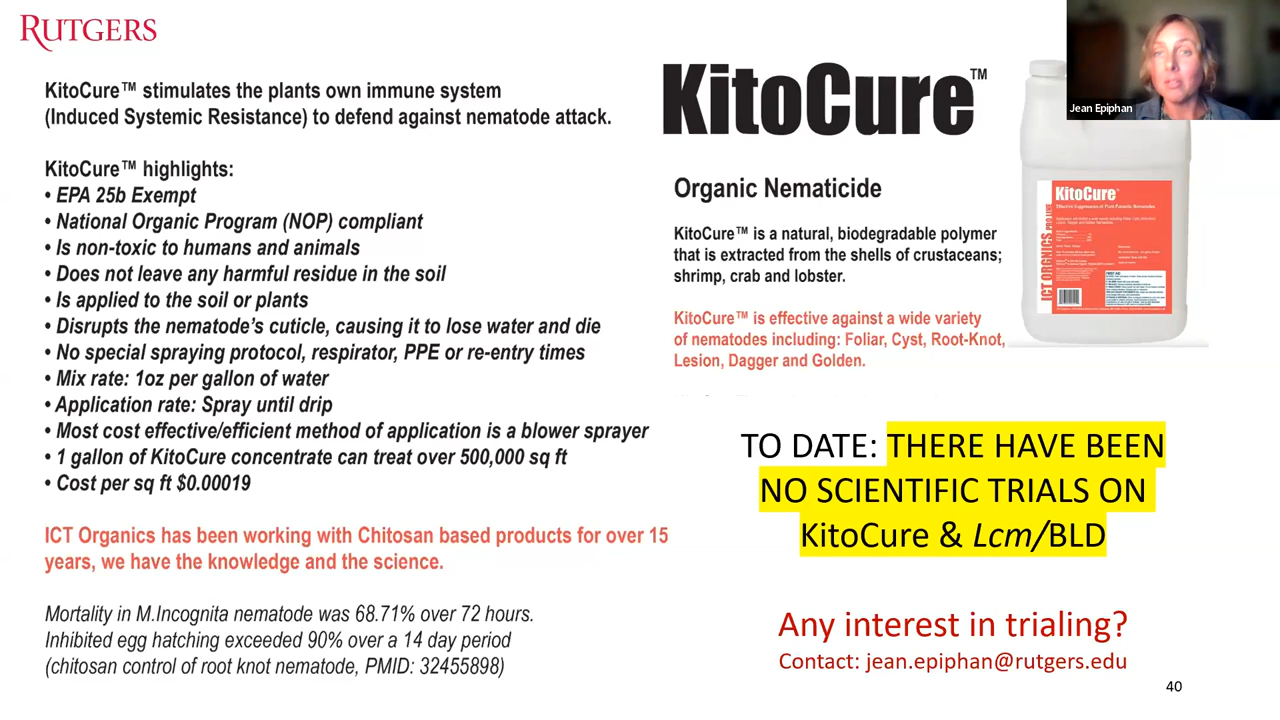 RUTGERS
KitoCure™ stimulates the plants own immune system
(Induced Systemic Resistance) to defend against nematode attack.
KitoCure™ highlights:
• EPA 25b Exempt
• National Organic Program (NOP) compliant
• Is non-toxic to humans and animals
• Does not leave any harmful residue in the soil
• Is applied to the soil or plants
• Disrupts the nematode's cuticle, causing it to lose water and die
• No special spraying protocol, respirator, PPE or re-entry times
• Mix rate: 1oz per gallon of water
• Application rate: Spray until drip
• Most cost effective/efficient method of application is a blower sprayer
• 1 gallon of KitoCure concentrate can treat over 500,000 sq ft
• Cost per sq ft $0.00019
ICT Organics has been working with Chitosan based products for over 15
years, we have the knowledge and the science.
Mortality in M.Incognita nematode was 68.71% over 72 hours.
Inhibited egg hatching exceeded 90% over a 14 day period
(chitosan control of root knot nematode, PMID: 32455898)
KitoCure™
Organic Nematicide
KitoCure™ is a natural, biodegradable polymer
that is extracted from the shells of crustaceans;
shrimp, crab and lobster.
KitoCure™ is effective against a wide variety
of nematodes including: Foliar, Cyst, Root-Knot,
Lesion, Dagger and Golden.
Jean Epiphan
KitoCure
Effective Suppression of Plant Parasitic Nematodes
ICT ORGNICS PRO LINE
FIRST AID
TO DATE: THERE HAVE BEEN
NO SCIENTIFIC TRIALS ON
KitoCure & Lcm/BLD
Any interest in trialing?
Contact: jean.epiphan@rutgers.edu
40